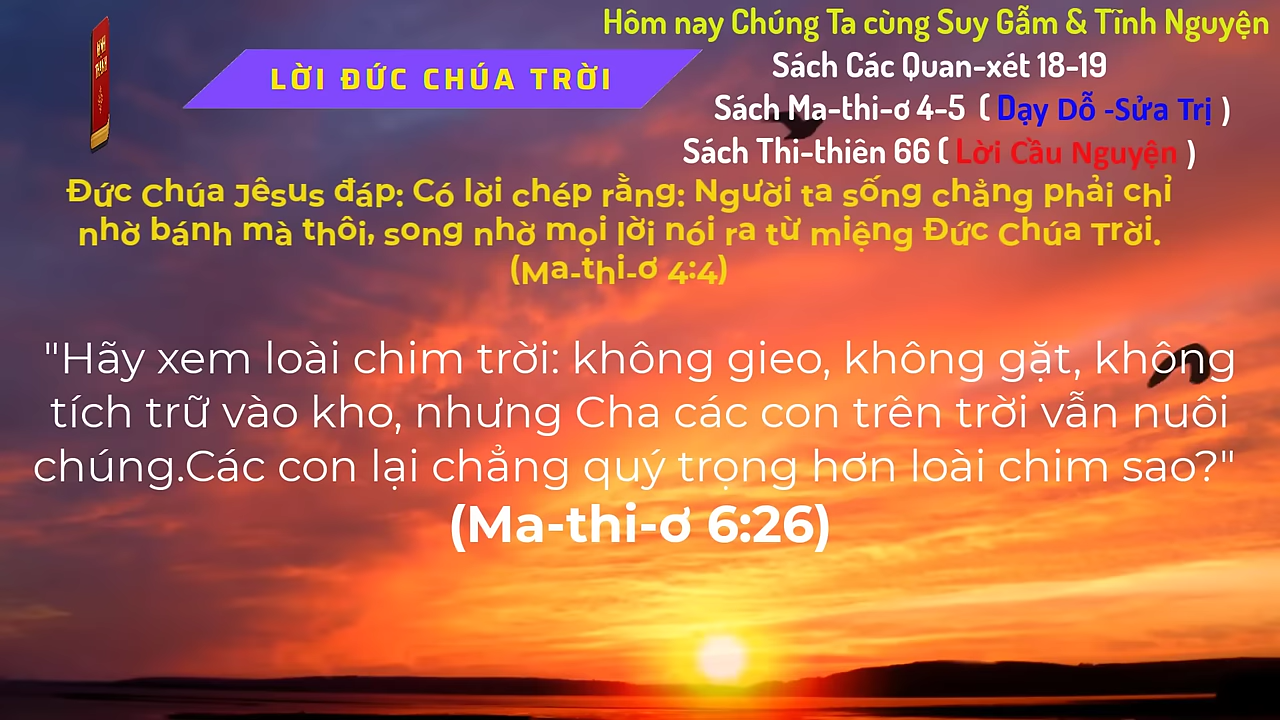 Hôm nay Chúng Ta cùng Suy Gẫm & Tĩnh Nguyện
LỜI ĐỨC CHÚA TRỜI
Sách Các Quan-xét 18-19
Sách Ma-thi-ơ 4-5 ( Dạy Dỗ -Sửa Trị )
Sách Thi-thiên 66 ( Lời Cầu Nguyện )
Đức Chúa Jêsus đáp: Có lời chép rằng: Người ta sống chẳng phải chỉ
nhờ bánh mà thôi, song nhờ mọi lời nói ra từ miệng Đức Chúa Trời.
(Ma-thi-ơ 4:4)
"Hãy xem loài chim trời: không gieo, không gặt, không
tích trữ vào kho, nhưng Cha các con trên trời vẫn nuôi
chúng.Các con lại chẳng quý trọng hơn loài chim sao?"
(Ma-thi-ơ 6:26)